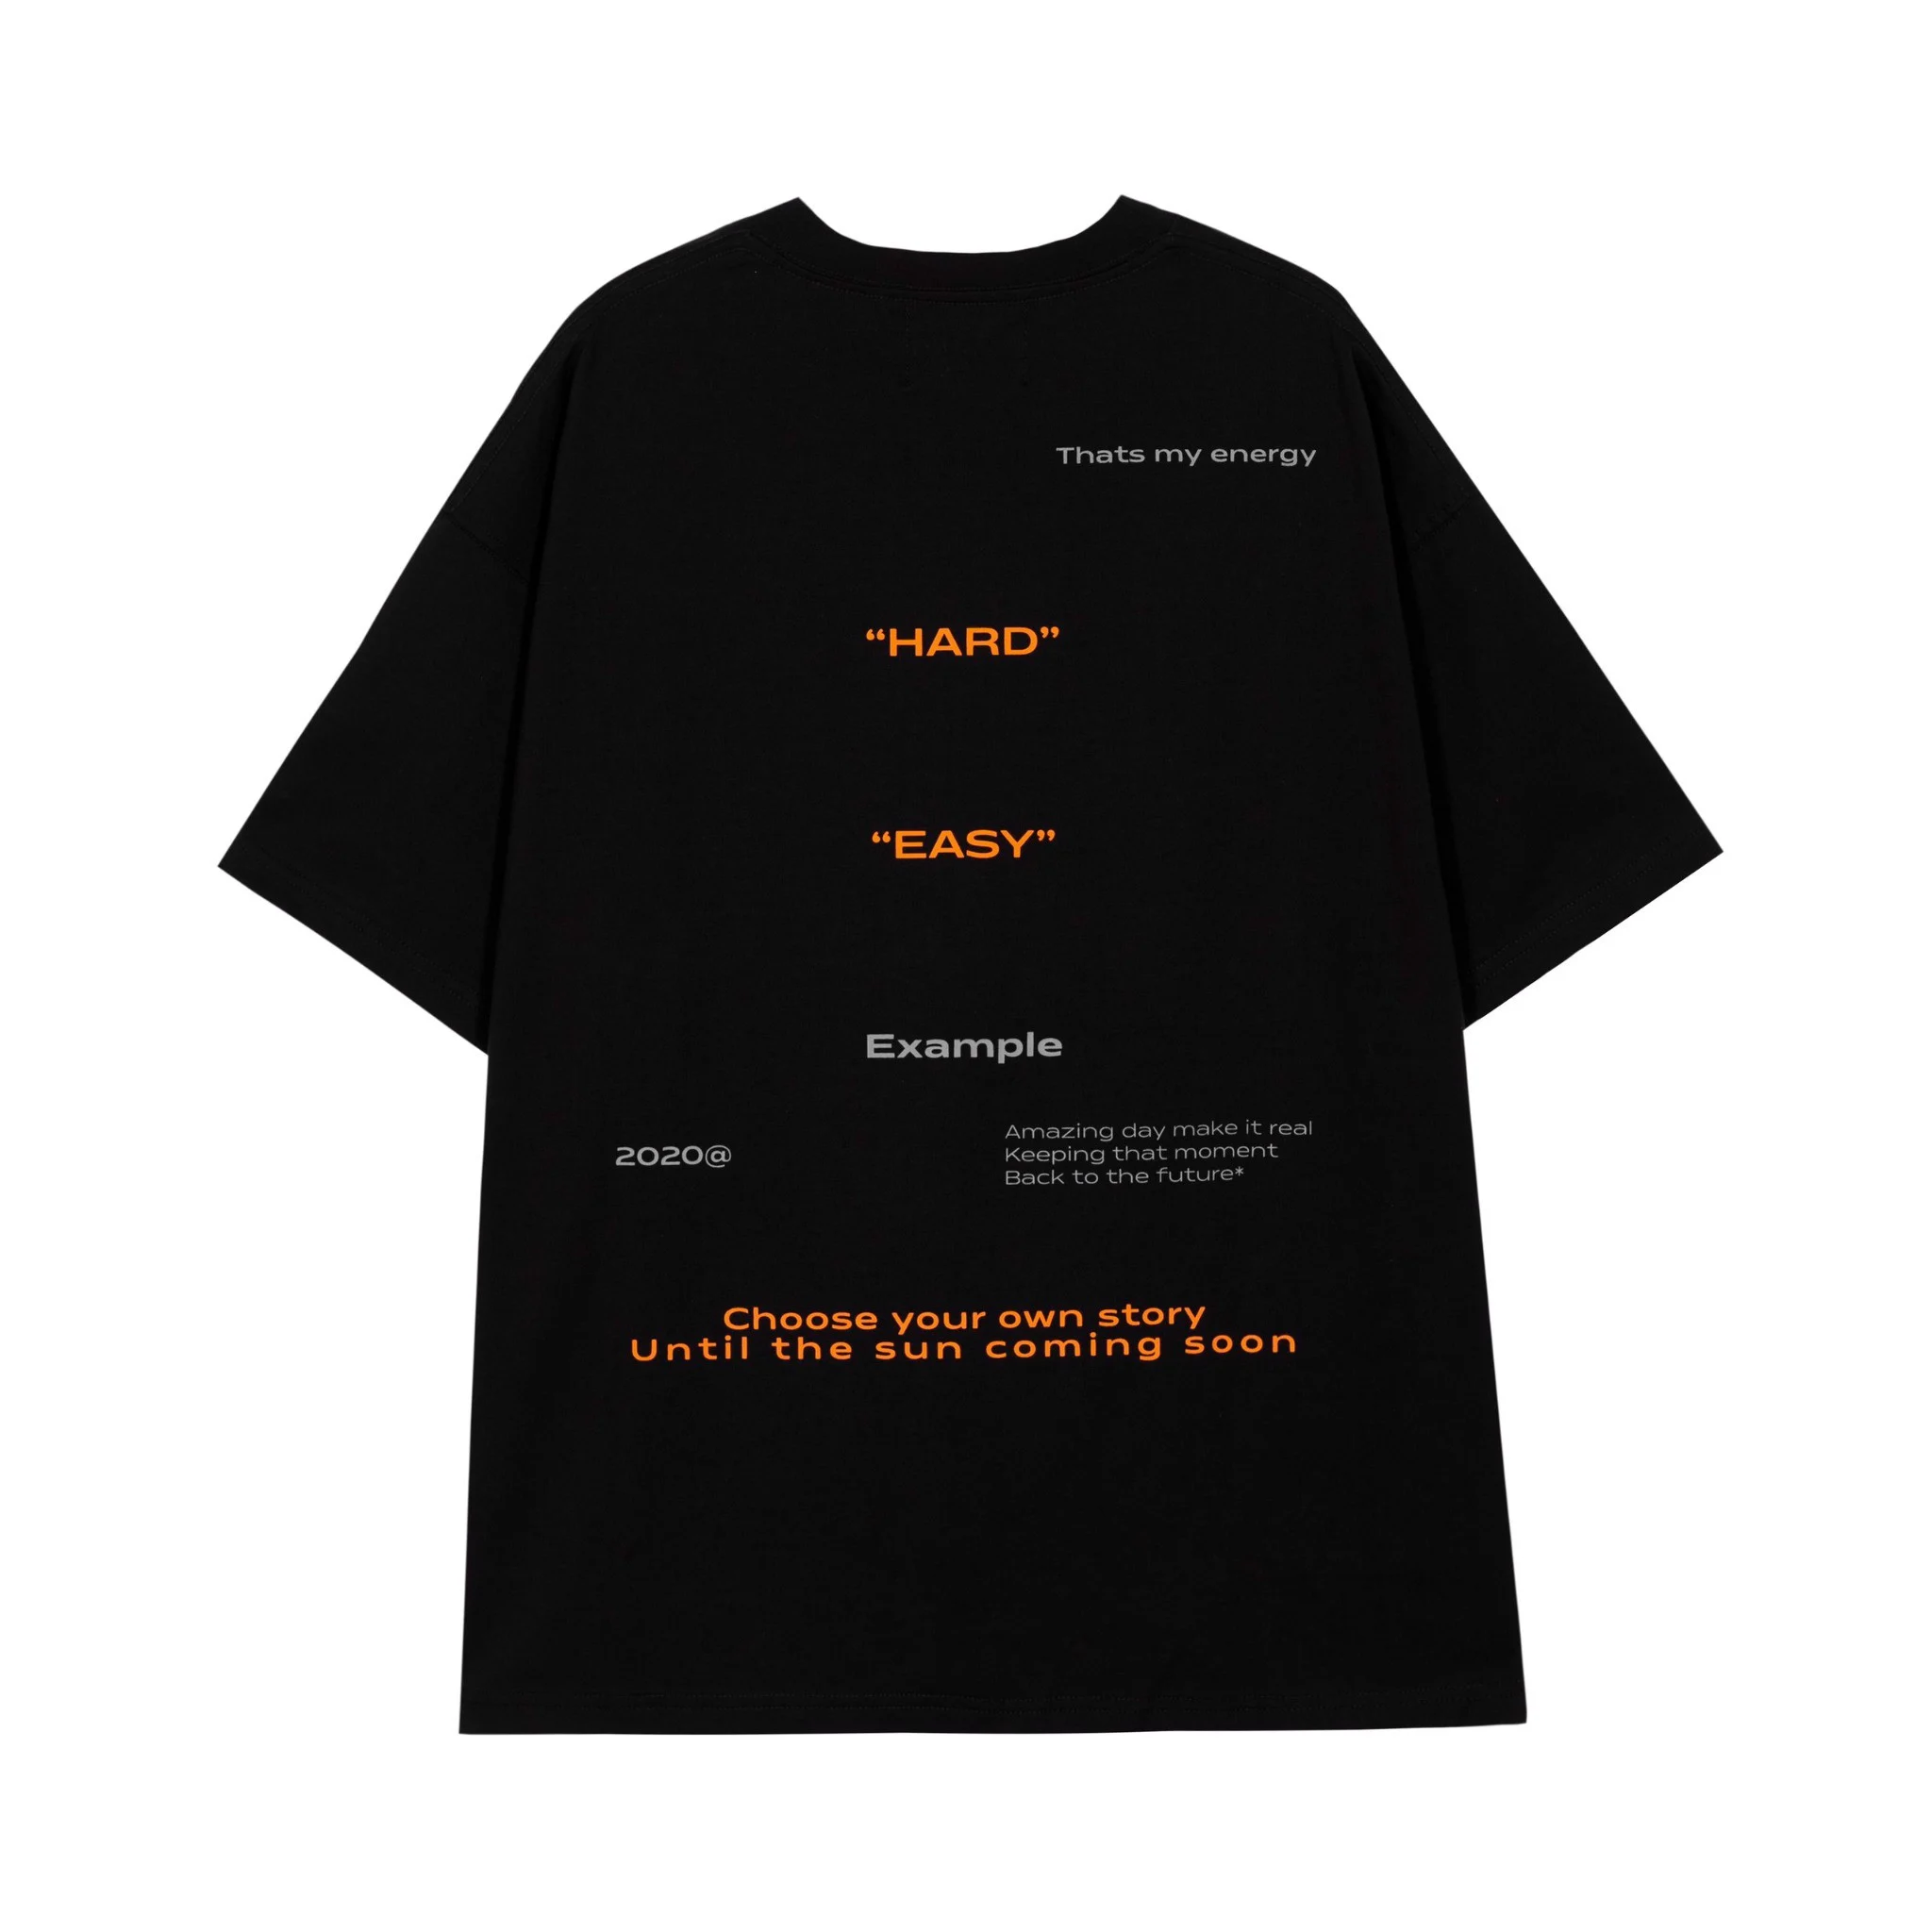 Thats my energy
“HARD”
“EASY”
Example
2020@
Amazing day make it real
Keeping that moment
Back to the future*
Choose your own story
Until the sun coming soon